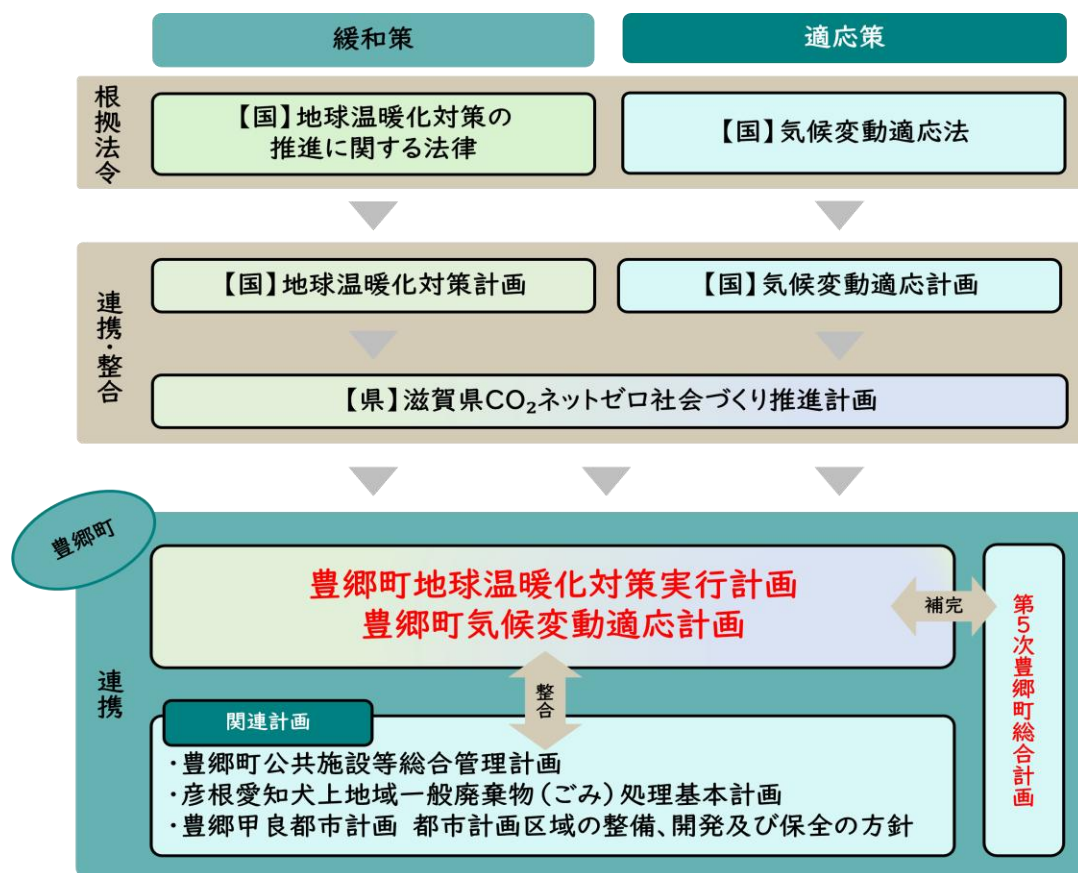 緩和策
適応策
根拠法令
【国】地球温暖化対策の
推進に関する法律
【国】気候変動適応法
連携・整合
【国】地球温暖化対策計画
【国】気候変動適応計画
【県】滋賀県CO₂ネットゼロ社会づくり推進計画
豊郷町
連携
豊郷町地球温暖化対策実行計画
豊郷町気候変動適応計画
補完
第5次豊郷町総合計画
整合
関連計画
・豊郷町公共施設等総合管理計画
・彦根愛知犬上地域一般廃棄物(ごみ)処理基本計画
・豊郷甲良都市計画 都市計画区域の整備、開発及び保全の方針